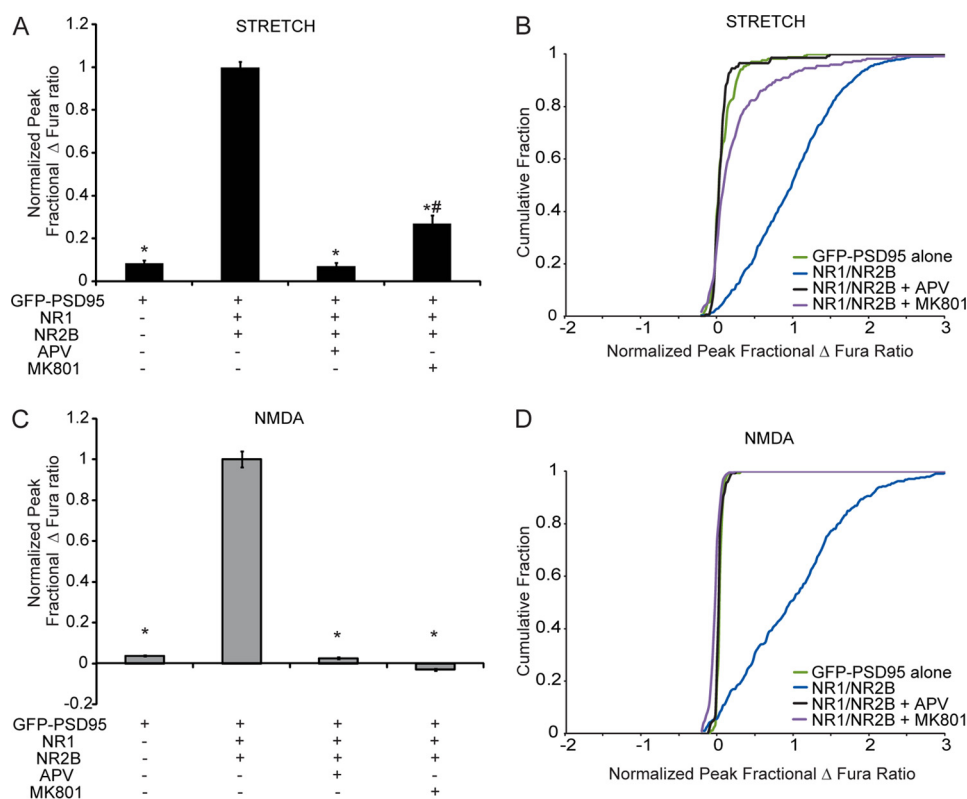 A
STRETCH
Normalized Peak
Fractional Δ Fura ratio
1.2
1
0.8
0.6
0.4
0.2
0
*
*
*#
GFP-PSD95 + + + +
NR1 - + + +
NR2B - + + +
APV - - + -
MK801 - - - +
B
STRETCH
Cumulative Fraction
1
0.8
0.6
0.4
0.2
0
GFP-PSD95 alone
NR1/NR2B
NR1/NR2B + APV
NR1/NR2B + MK801
-2 -1 0 1 2 3
Normalized Peak Fractional Δ Fura Ratio
C
NMDA
Normalized Peak
Fractional Δ Fura ratio
1.2
1
0.8
0.6
0.4
0.2
0
-0.2
* * *
GFP-PSD95 + + + +
NR1 - + + +
NR2B - + + +
APV - - + -
MK801 - - - +
D
NMDA
Cumulative Fraction
1
0.8
0.6
0.4
0.2
0
GFP-PSD95 alone
NR1/NR2B
NR1/NR2B + APV
NR1/NR2B + MK801
-2 -1 0 1 2 3
Normalized Peak Fractional Δ Fura Ratio